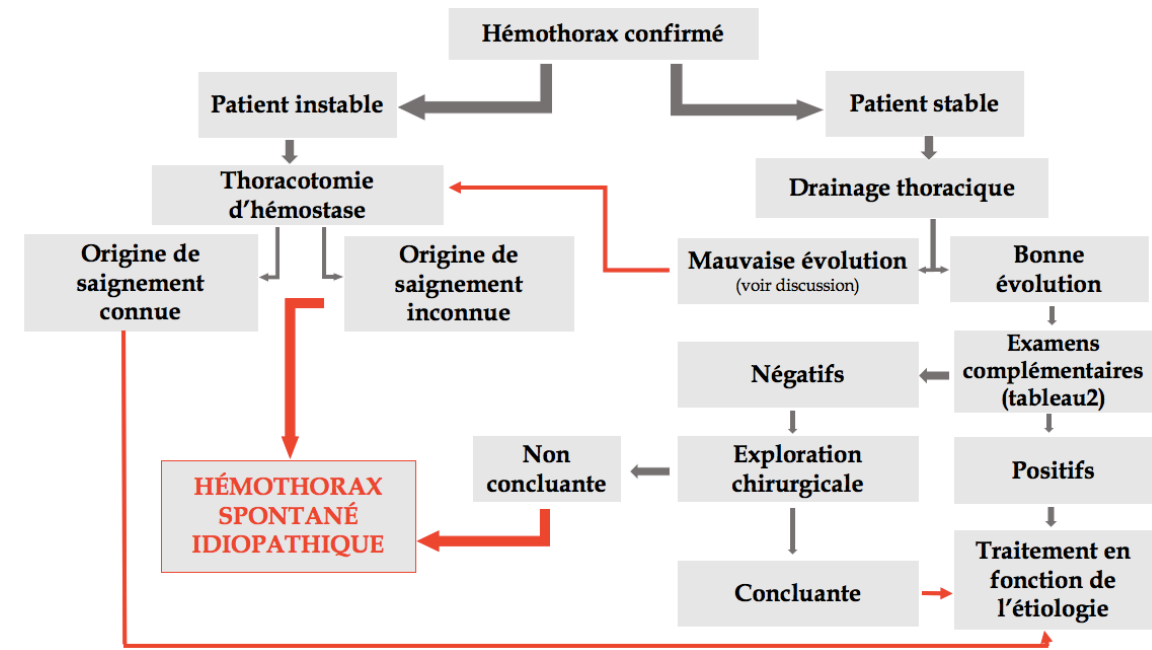 Hémothorax confirmé
Patient instable
Patient stable
Thoracotomie
d’hémostase
Drainage thoracique
Origine de
saignement
connue
Origine de
saignement
inconnue
Mauvaise évolution
(voir discussion)
Bonne
évolution
Examens
complémentaires
(tableau2)
Négatifs
Non
concluante
Exploration
chirurgicale
Positifs
HÉMOTHORAX
SPONTANÉ
IDIOPATHIQUE
Concluante
Traitement en
fonction de
l’étiologie